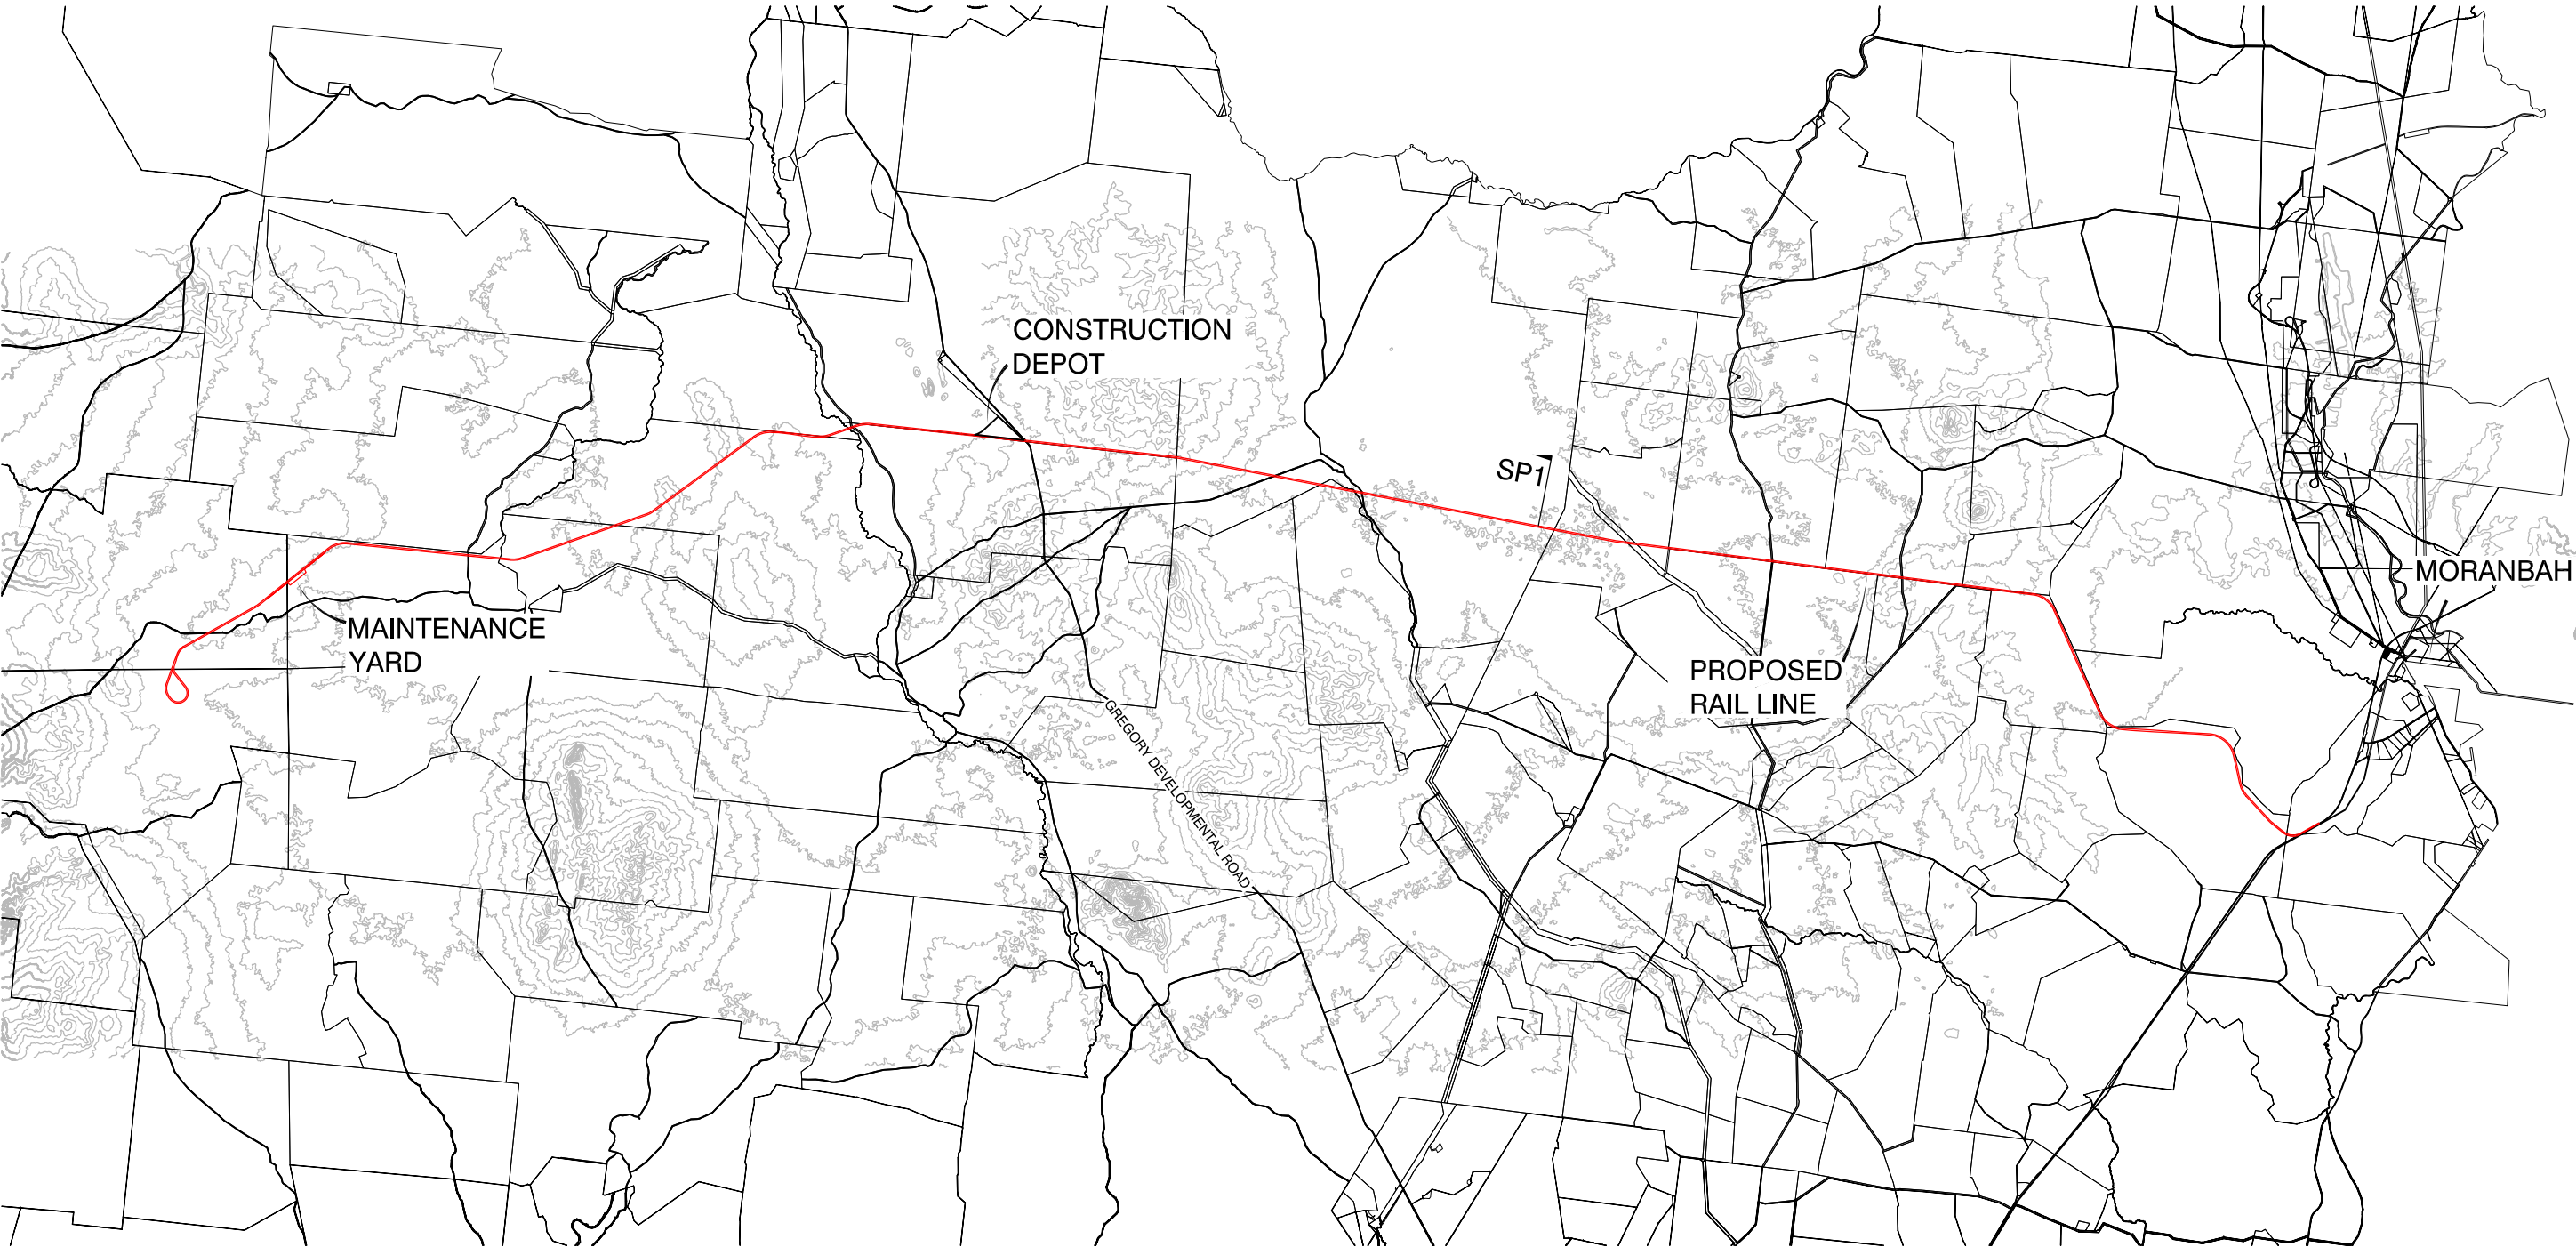 CONSTRUCTION
DEPOT
SP1
MORANBAH
MAINTENANCE
YARD
PROPOSED
RAIL LINE
GREGORY DEVELOPMENTAL ROAD